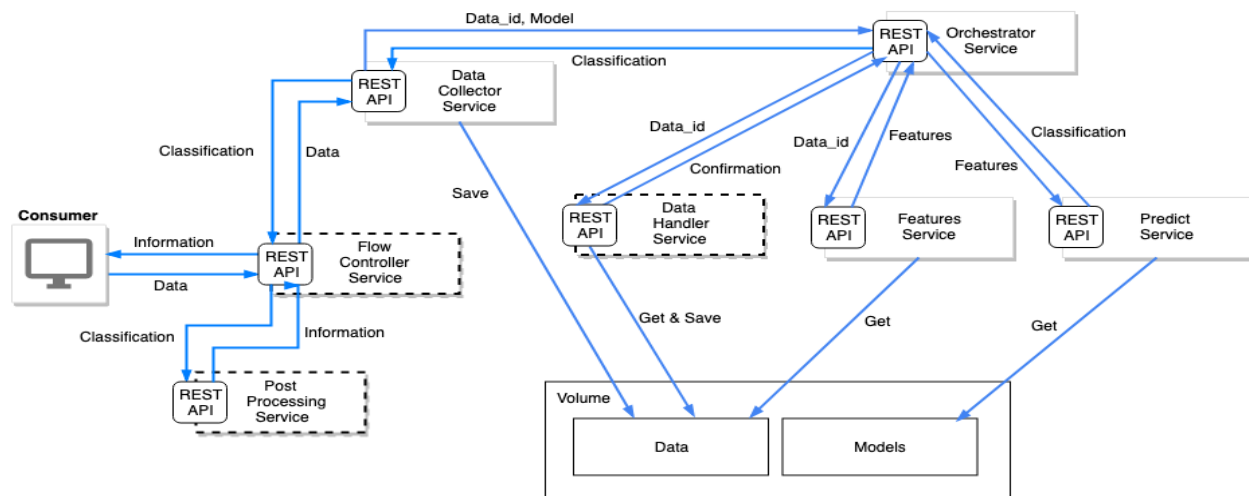 Data_id, Model
REST
API
Orchestrator
Service
Classification
REST
API
Data
Collector
Service
Data_id
Features
Classification
Data_id
Classification
Data
Confirmation
Features
Save
REST
API
Data
Handler
Service
REST
API
Features
Service
REST
API
Predict
Service
Consumer
Information
REST
API
Flow
Controller
Service
Data
Get & Save
Get
Get
Classification
Information
REST
API
Post
Processing
Service
Volume
Data
Models